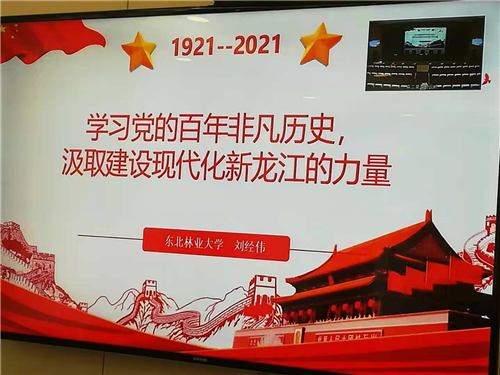 1921--2021
学习党的百年非凡历史，
汲取建设现代化新龙江的力量
东北林业大学 刘经伟